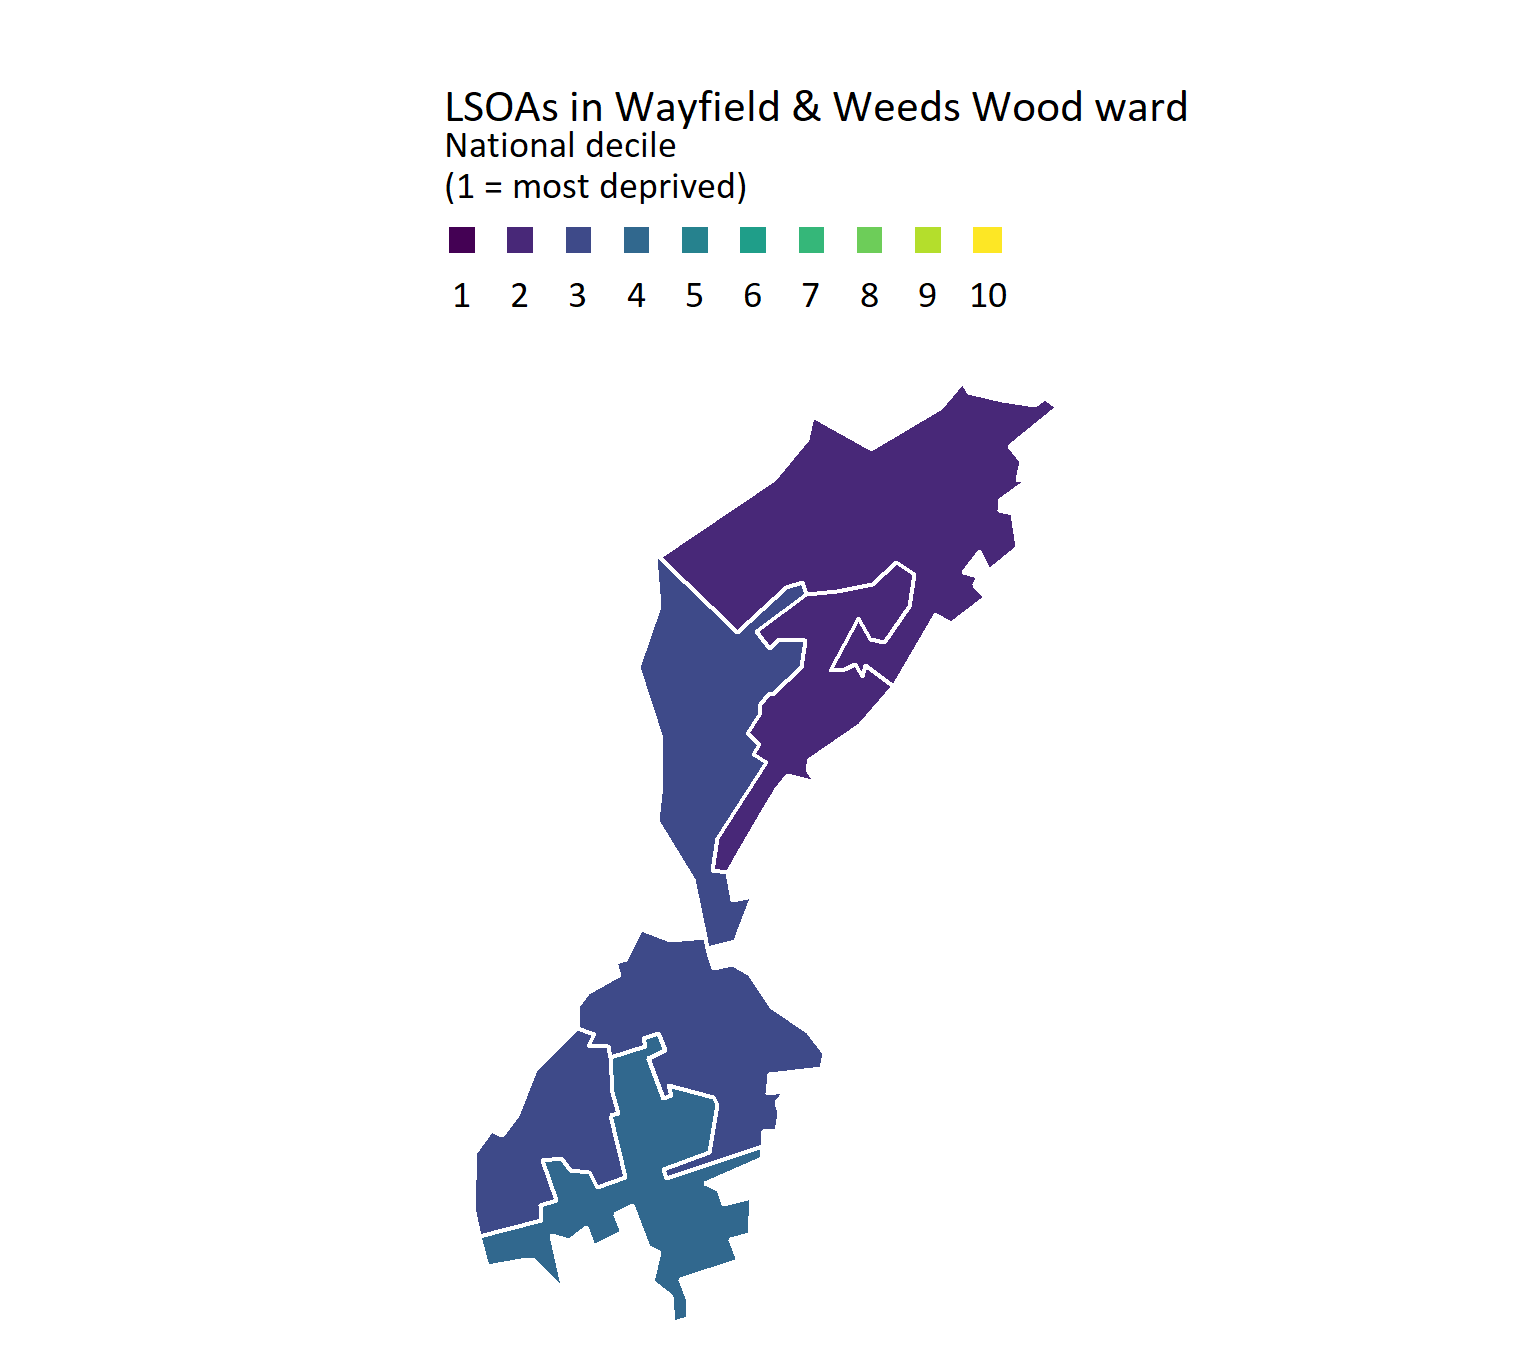 LSOAs in Wayfield & Weeds Wood ward
National decile
(1 = most deprived)
1 2 3 4 5 6 7 8 9 10